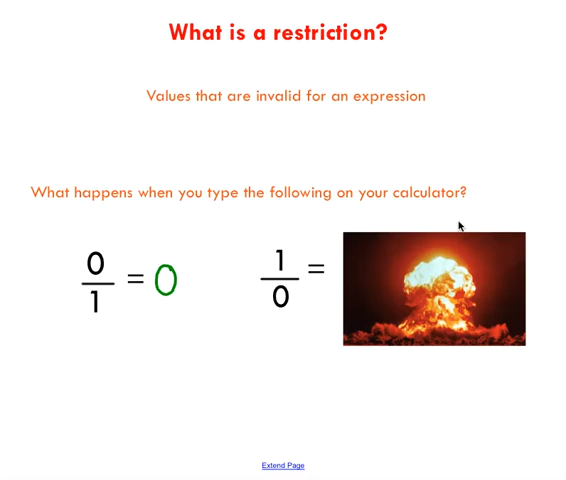 What is a restriction?
Values that are invalid for an expression
What happens when you type the following on your calculator?
0/1 = 0
1/0 =
Extend Page